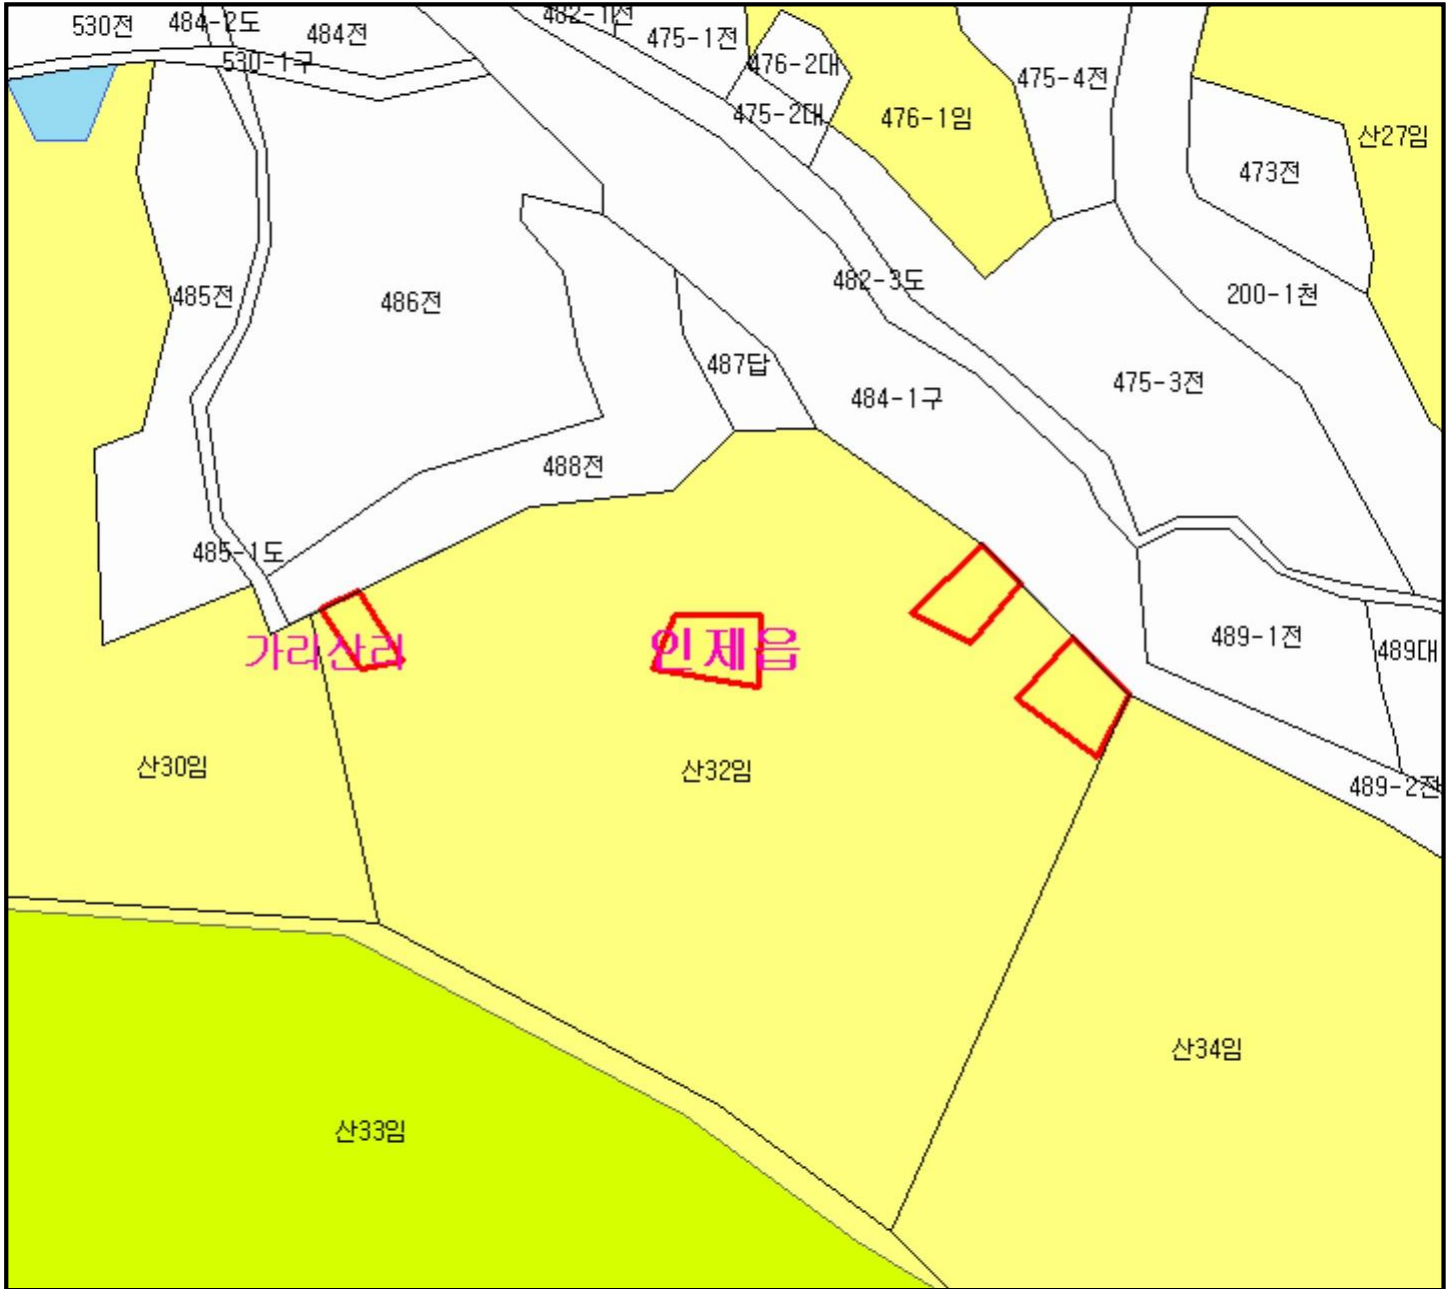 530전
484-2도
484전
482-1전
475-1전
530-1구
476-2대
475-4전
475-2대
476-1임
산27임
473전
485전
486전
482-3도
200-1천
487답
484-1구
475-3전
488전
485-1도
가리산리
인제읍
489-1전
489대
산30임
산32임
489-2전
산34임
산33임